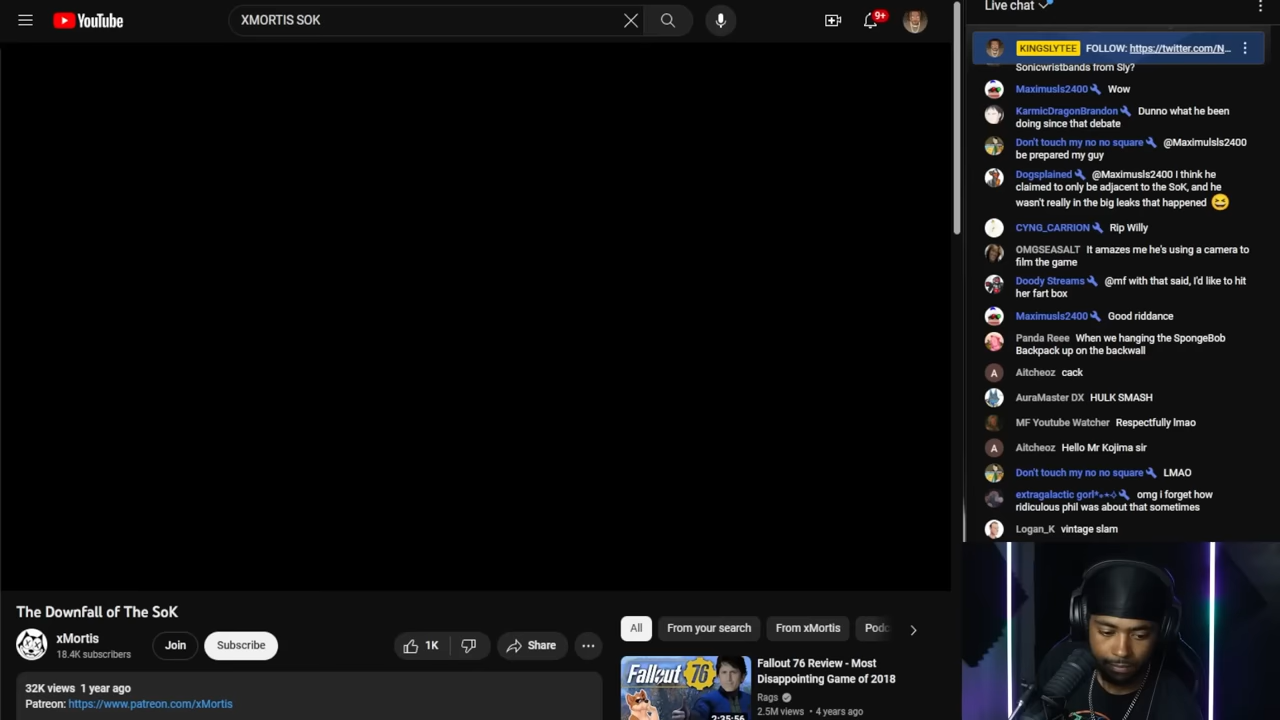 YouTube
XMORTIS SOK
9+
Live chat
KINGSLYTEE FOLLOW: https://twitter.com/N...
Sonicwristbands from Sly?
Maximusls2400 Wow
KarmicDragonBrandon Dunno what he been
doing since that debate
Don't touch my no no square @Maximulsls2400
be prepared my guy
Dogsplained @Maximusls2400 I think he
claimed to only be adjacent to the SoK, and he
wasn't really in the big leaks that happened 😆
CYNG_CARRION Rip Willy
OMGSEASALT It amazes me he's using a camera to
film the game
Doody Streams @mf with that said, I'd like to hit
her fart box
Maximusls2400 Good riddance
Panda Reee When we hanging the SpongeBob
Backpack up on the backwall
A Aitcheoz cack
AuraMaster DX HULK SMASH
MF Youtube Watcher Respectfully lmao
A Aitcheoz Hello Mr Kojima sir
Don't touch my no no square LMAO
extragalactic gorl*₊⋆✧ omg i forget how
ridiculous phil was about that sometimes
Logan_K vintage slam
The Downfall of The SoK
xMortis
18.4K subscribers
Join
Subscribe
1K
Share
All
From your search
From xMortis
Podc
32K views 1 year ago
Patreon: https://www.patreon.com/xMortis
Fallout 76
2:35:56
Fallout 76 Review - Most
Disappointing Game of 2018
Rags
2.5M views • 4 years ago